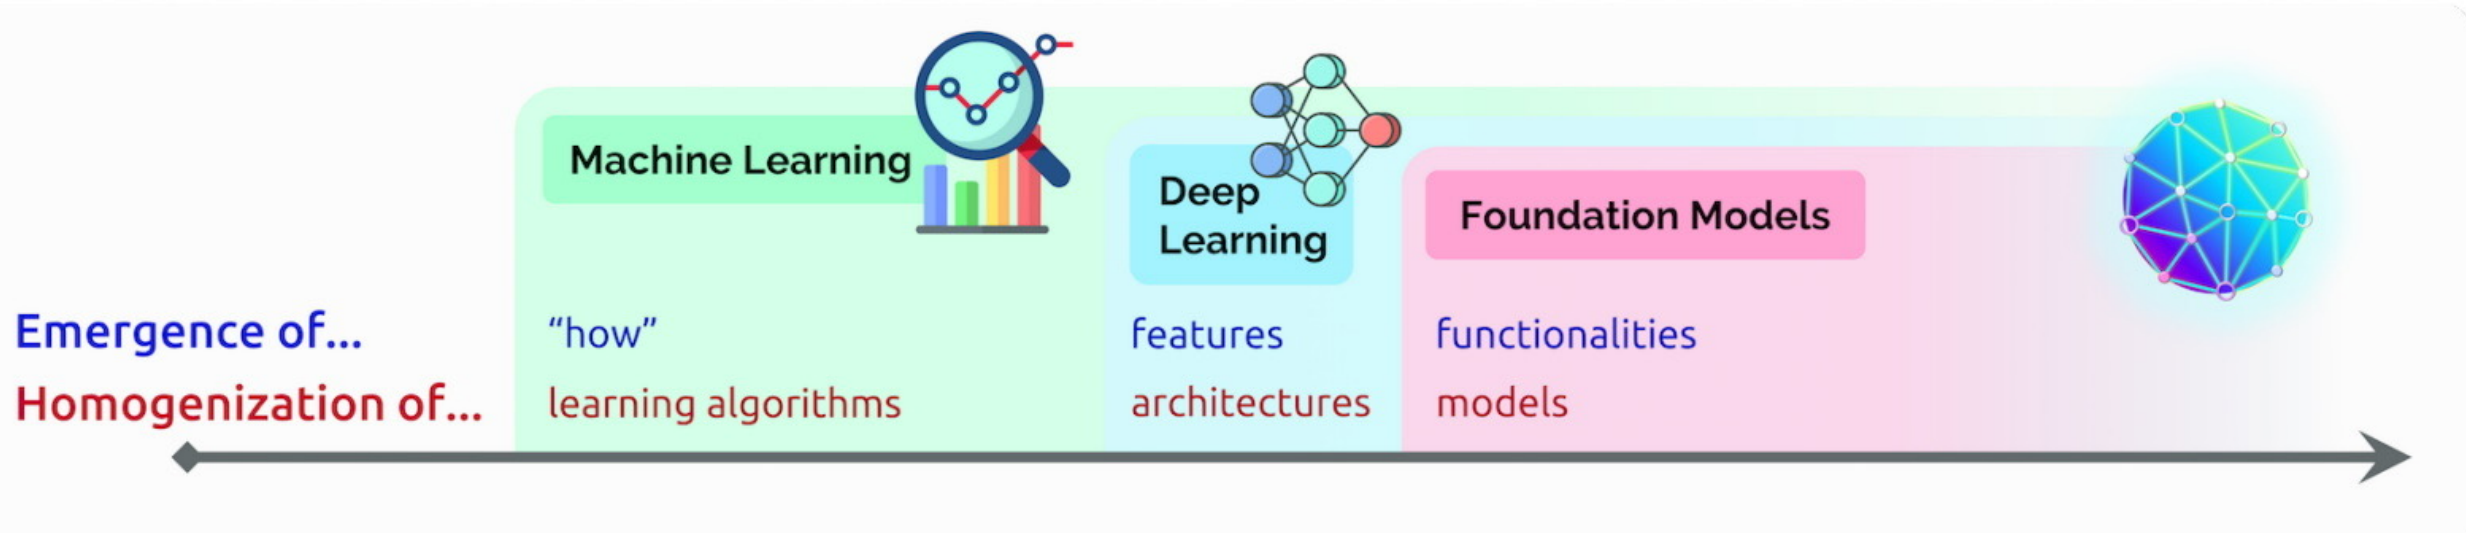 Machine Learning
Deep
Learning
Foundation Models
Emergence of...
“how”
features
functionalities
Homogenization of...
learning algorithms
architectures
models